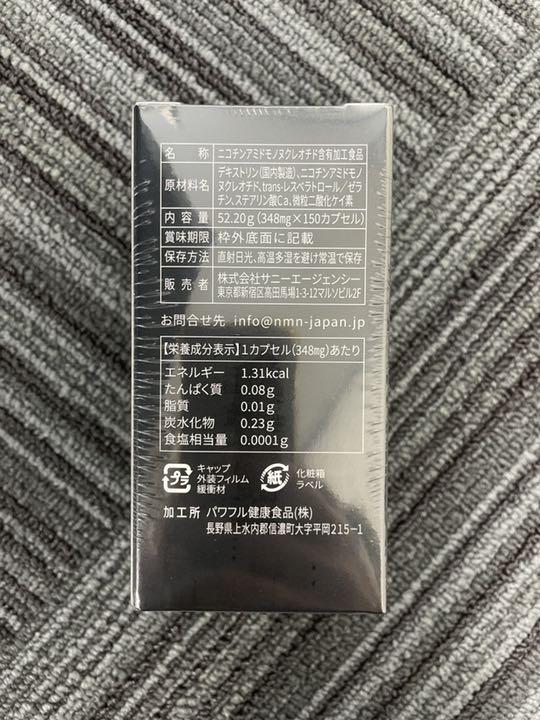 名称 ニコチンアミドモノヌクレオチド含有加工食品
原材料名 デキストリン(国内製造)、ニコチンアミドモノ
ヌクレオチド、trans-レスベラトロール/ゼラ
チン、ステアリン酸Ca、微粒二酸化ケイ素
内容量 52.20g(348mg×150カプセル)
賞味期限 枠外底面に記載
保存方法 直射日光、高温多湿を避け常温で保存
販売者 株式会社サニーエージェンシー
東京都新宿区高田馬場1-3-12マルソビル2F
お問合せ先 info@nmn-japan.jp
【栄養成分表示】1カプセル(348mg)あたり
エネルギー 1.31kcal
たんぱく質 0.08g
脂質 0.01g
炭水化物 0.23g
食塩相当量 0.0001g
プラ キャップ
外装フィルム
緩衝材
紙 化粧箱
ラベル
加工所 パワフル健康食品(株)
長野県上水内郡信濃町大字平岡215-1